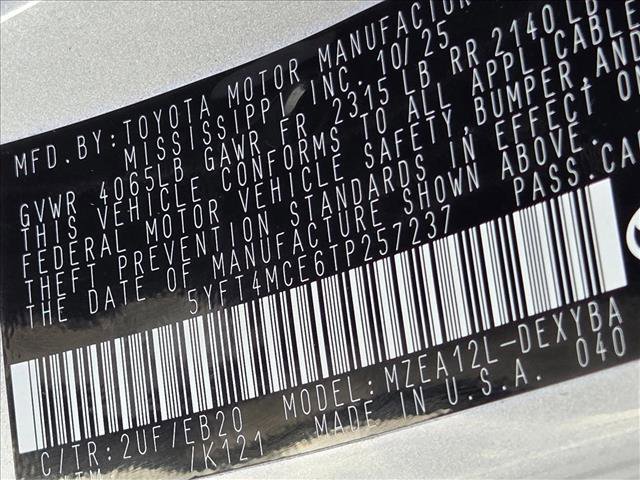 MFD. BY: TOYOTA MOTOR MANUFACTUR
MISSISSIPPI, INC. 10/25
GVWR 4065LB GAWR FR 2315 LB RR 2140 LB
THIS VEHICLE CONFORMS TO ALL APPLICABLE
FEDERAL MOTOR VEHICLE SAFETY, BUMPER, AND
THEFT PREVENTION STANDARDS IN EFFECT ON
THE DATE OF MANUFACTURE SHOWN ABOVE.
5YFT4MCE6TP257237 PASS.CAR
C/TR: 2UF/EB20 MODEL: MZEA12L-DEXYBA
/K121 MADE IN U.S.A. 040